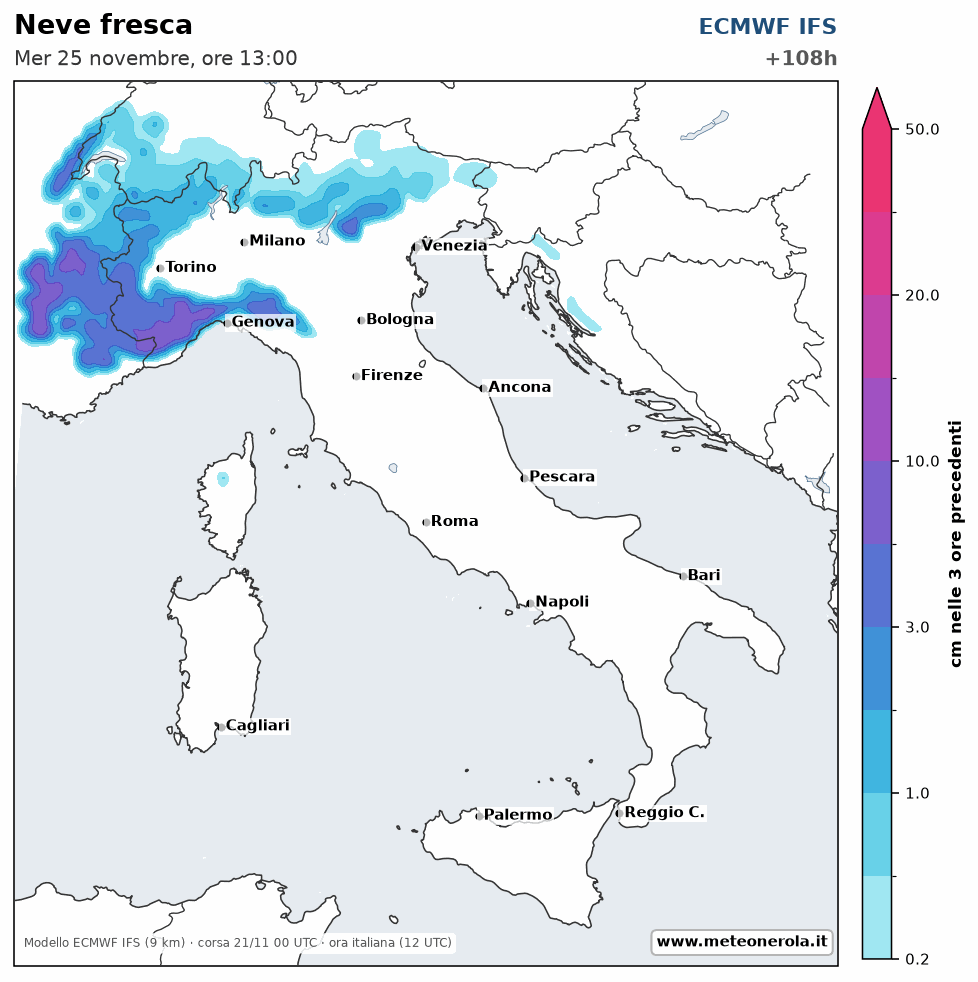 Neve fresca
ECMWF IFS
Mer 25 novembre, ore 13:00
+108h
50.0
20.0
10.0
3.0
1.0
0.2
cm nelle 3 ore precedenti
Milano
Venezia
Torino
Genova
Bologna
Firenze
Ancona
Pescara
Roma
Bari
Napoli
Cagliari
Palermo
Reggio C.
Modello ECMWF IFS (9 km) · corsa 21/11 00 UTC · ora italiana (12 UTC)
www.meteonerola.it